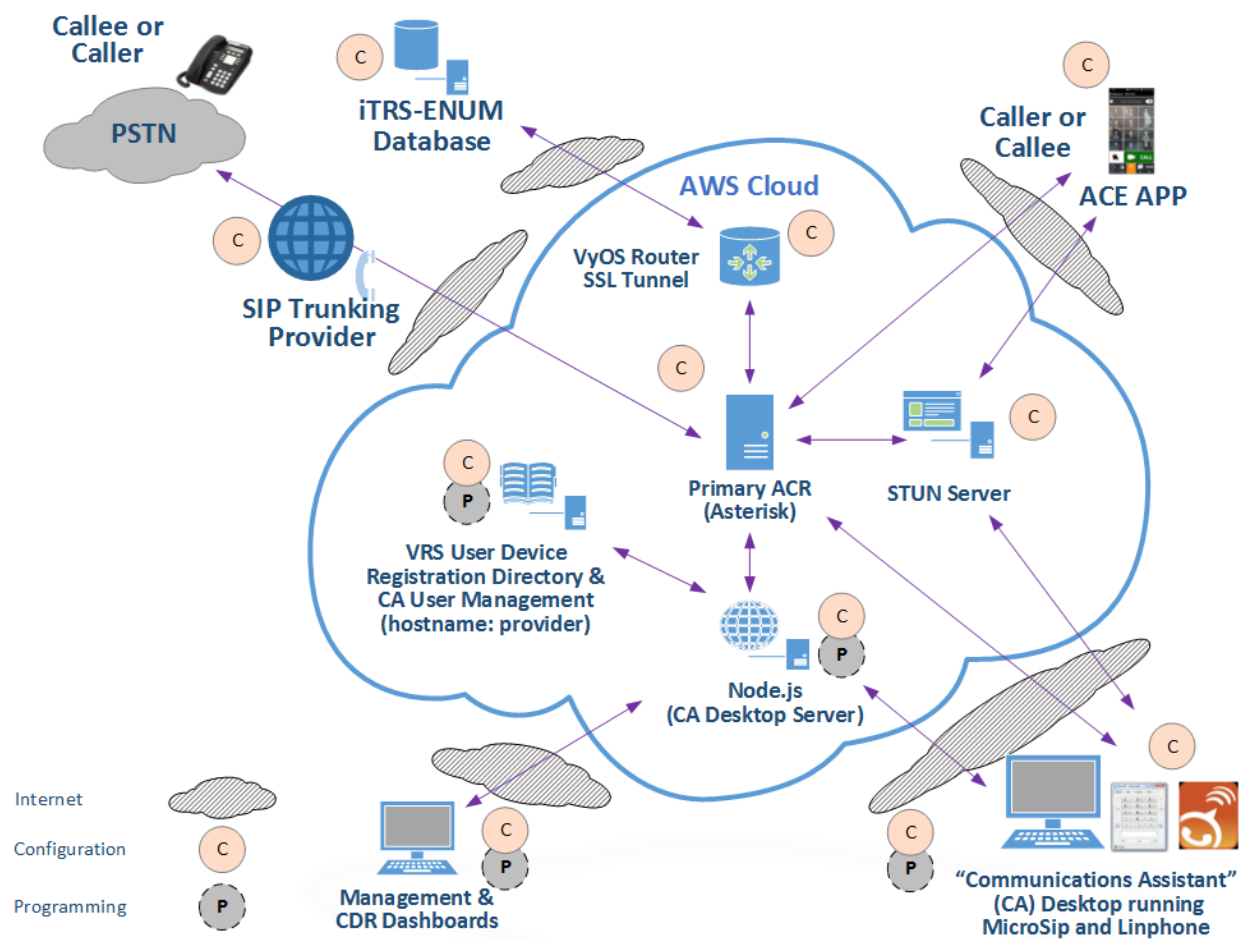 Callee or
Caller
PSTN
C
iTRS-ENUM
Database
C
Caller or
Callee
CALL
ACE APP
AWS Cloud
C
VyOS Router
SSL Tunnel
C
SIP Trunking
Provider
C
Primary ACR
(Asterisk)
C
STUN Server
C
P
VRS User Device
Registration Directory &
CA User Management
(hostname: provider)
C
P
Node.js
(CA Desktop Server)
Internet
Configuration
C
Programming
P
C
P
Management &
CDR Dashboards
C
P
C
“Communications Assistant”
(CA) Desktop running
MicroSip and Linphone